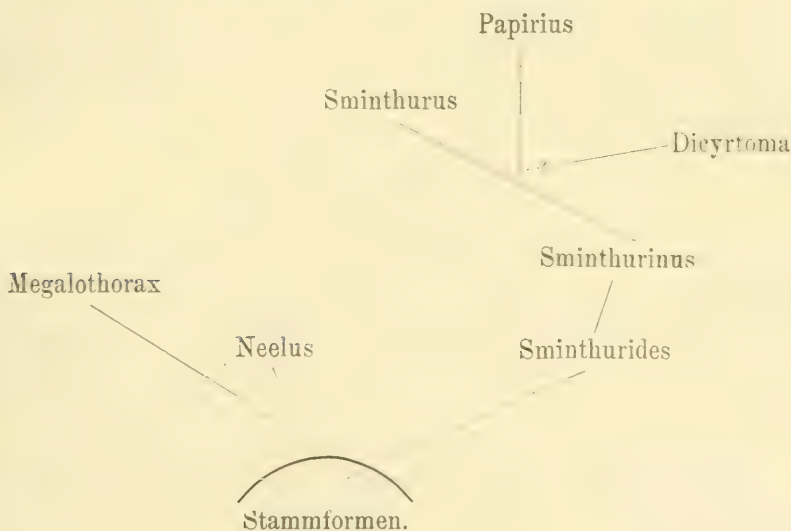 Papirius
Sminthurus
Dicyrtoma
Sminthurinus
Megalothorax
Neelus
Sminthurides
Stammformen.